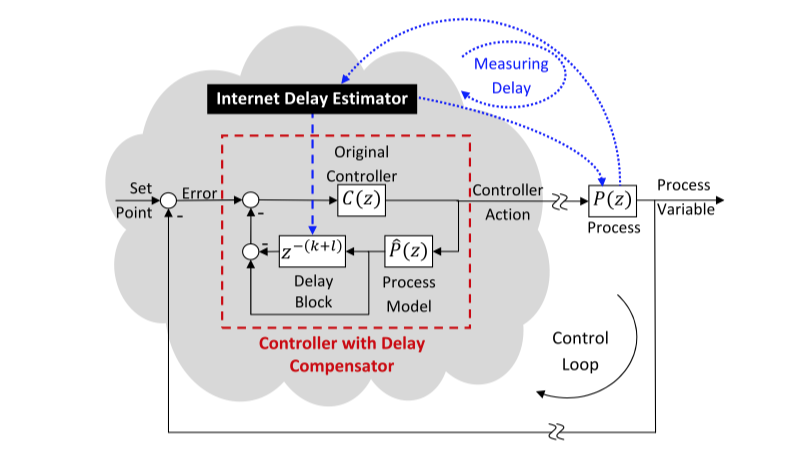 Measuring
Delay
Internet Delay Estimator
Original
Controller
Set
Point
-
Error
-
C(z)
Controller
Action
P(z)
Process
Process
Variable
-
z^{-(k+l)}
P̂(z)
Delay
Block
Process
Model
Controller with Delay
Compensator
Control
Loop